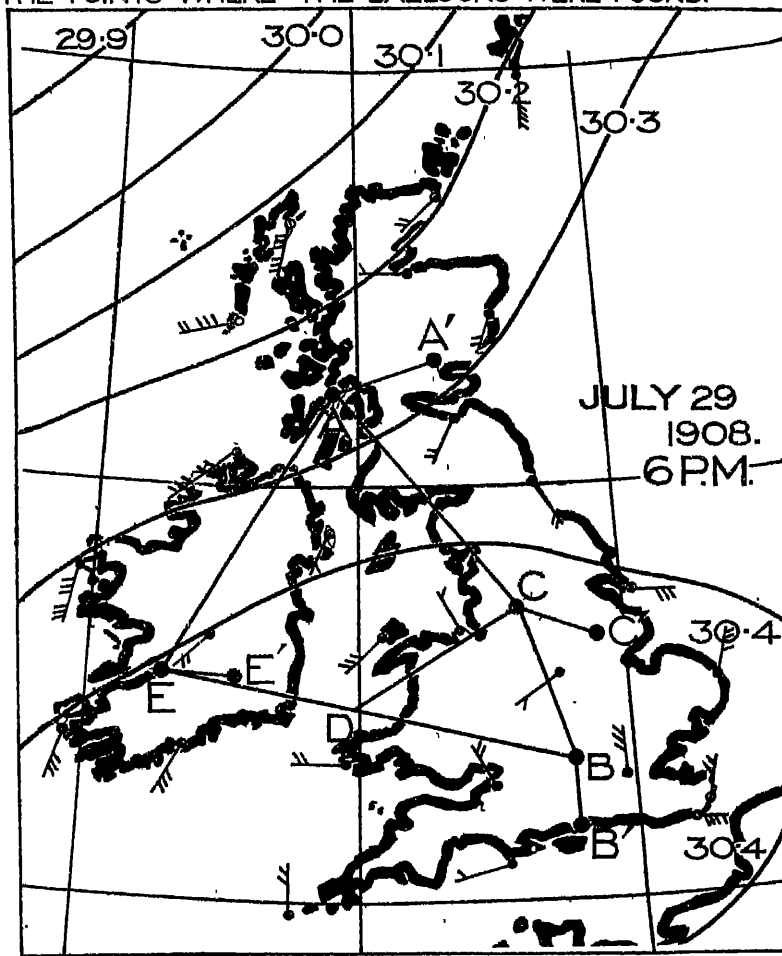 THE POINTS WHERE THE BALLOONS WERE FOUND.
29.9
30.0
30.1
30.2
30.3
A'
JULY 29
1908.
6 P.M.
A
C
C'
30.4
E
E'
D
B
B'
30.4